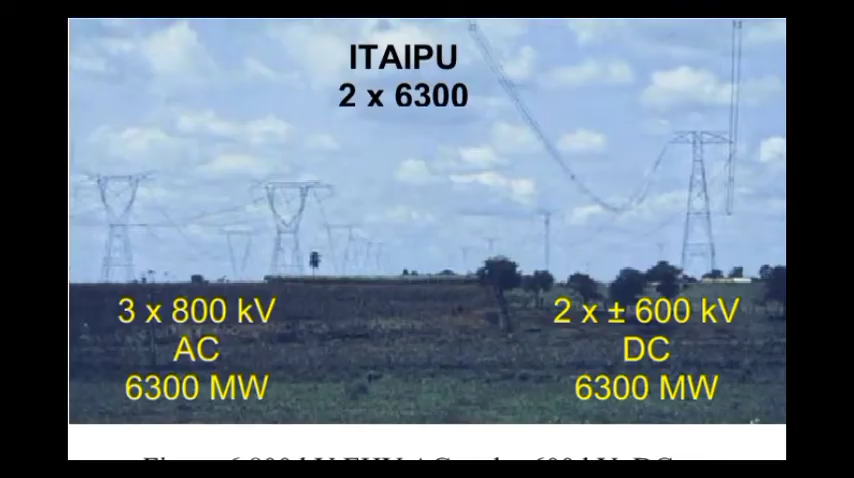 ITAIPU
2 x 6300
3 x 800 kV
AC
6300 MW
2 x ± 600 kV
DC
6300 MW